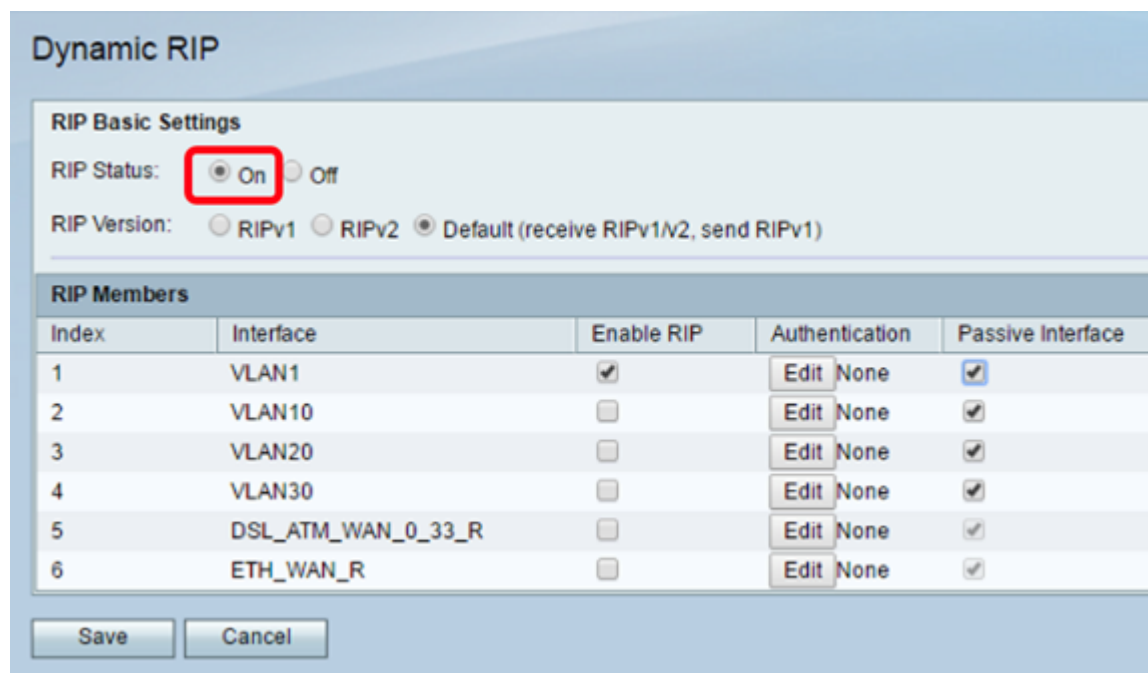 Dynamic RIP
RIP Basic Settings
RIP Status: On Off
RIP Version: RIPv1 RIPv2 Default (receive RIPv1/v2, send RIPv1)
RIP Members
Index Interface Enable RIP Authentication Passive Interface
1 VLAN1 Edit None
2 VLAN10 Edit None
3 VLAN20 Edit None
4 VLAN30 Edit None
5 DSL_ATM_WAN_0_33_R Edit None
6 ETH_WAN_R Edit None
Save Cancel